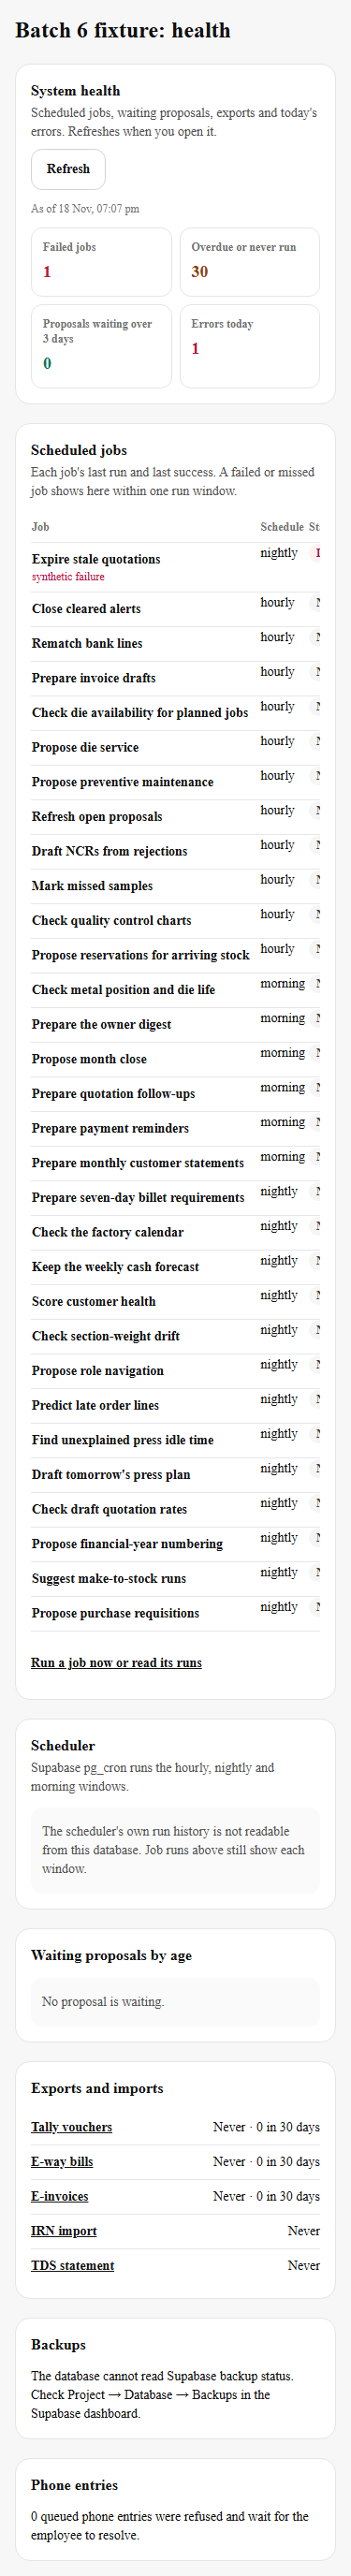 Batch 6 fixture: health
System health
Scheduled jobs, waiting proposals, exports and today's
errors. Refreshes when you open it.
Refresh
As of 18 Nov, 07:07 pm
Failed jobs
1
Overdue or never run
30
Proposals waiting over
3 days
0
Errors today
1
Scheduled jobs
Each job's last run and last success. A failed or missed
job shows here within one run window.
Job Schedule
Expire stale quotations nightly
synthetic failure
Close cleared alerts hourly
Rematch bank lines hourly
Prepare invoice drafts hourly
Check die availability for planned jobs hourly
Propose die service hourly
Propose preventive maintenance hourly
Refresh open proposals hourly
Draft NCRs from rejections hourly
Mark missed samples hourly
Check quality control charts hourly
Propose reservations for arriving stock hourly
Check metal position and die life morning
Prepare the owner digest morning
Propose month close morning
Prepare quotation follow-ups morning
Prepare payment reminders morning
Prepare monthly customer statements morning
Prepare seven-day billet requirements nightly
Check the factory calendar nightly
Keep the weekly cash forecast nightly
Score customer health nightly
Check section-weight drift nightly
Propose role navigation nightly
Predict late order lines nightly
Find unexplained press idle time nightly
Draft tomorrow's press plan nightly
Check draft quotation rates nightly
Propose financial-year numbering nightly
Suggest make-to-stock runs nightly
Propose purchase requisitions nightly
Run a job now or read its runs
Scheduler
Supabase pg_cron runs the hourly, nightly and
morning windows.
The scheduler's own run history is not readable
from this database. Job runs above still show each
window.
Waiting proposals by age
No proposal is waiting.
Exports and imports
Tally vouchers Never · 0 in 30 days
E-way bills Never · 0 in 30 days
E-invoices Never · 0 in 30 days
IRN import Never
TDS statement Never
Backups
The database cannot read Supabase backup status.
Check Project → Database → Backups in the
Supabase dashboard.
Phone entries
0 queued phone entries were refused and wait for the
employee to resolve.